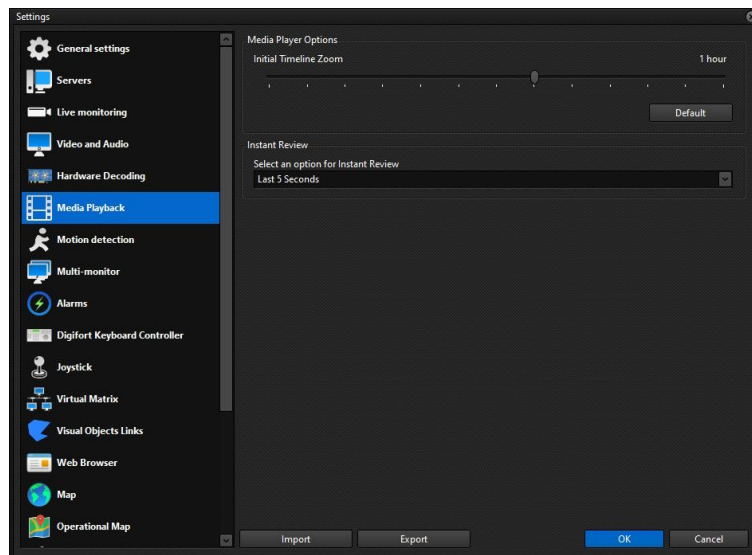 Settings
General settings
Servers
Live monitoring
Video and Audio
Hardware Decoding
Media Playback
Motion detection
Multi-monitor
Alarms
Digifort Keyboard Controller
Joystick
Virtual Matrix
Visual Objects Links
Web Browser
Map
Operational Map
Media Player Options
Initial Timeline Zoom
1 hour
Default
Instant Review
Select an option for Instant Review
Last 5 Seconds
Import
Export
OK
Cancel